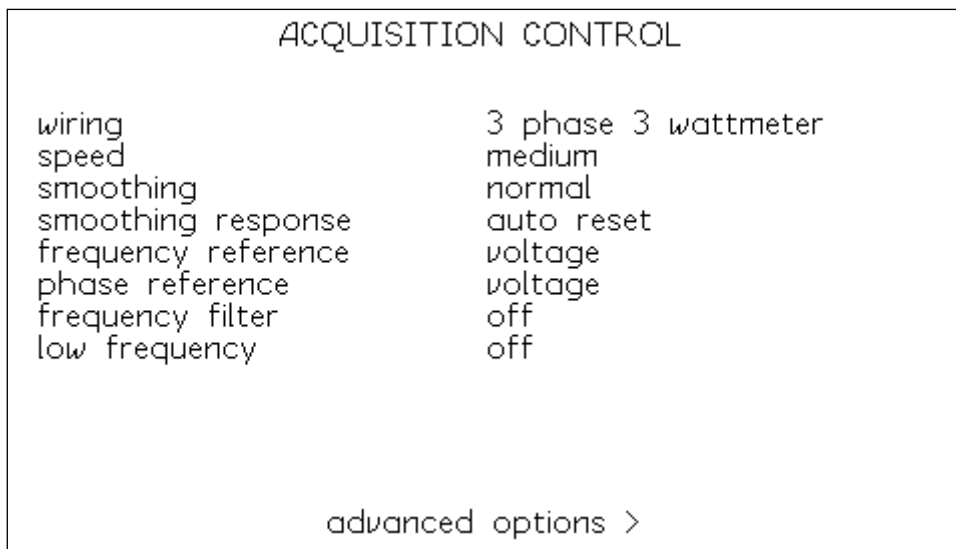 ACQUISITION CONTROL
wiring 3 phase 3 wattmeter
speed medium
smoothing normal
smoothing response auto reset
frequency reference voltage
phase reference voltage
frequency filter off
low frequency off
advanced options >